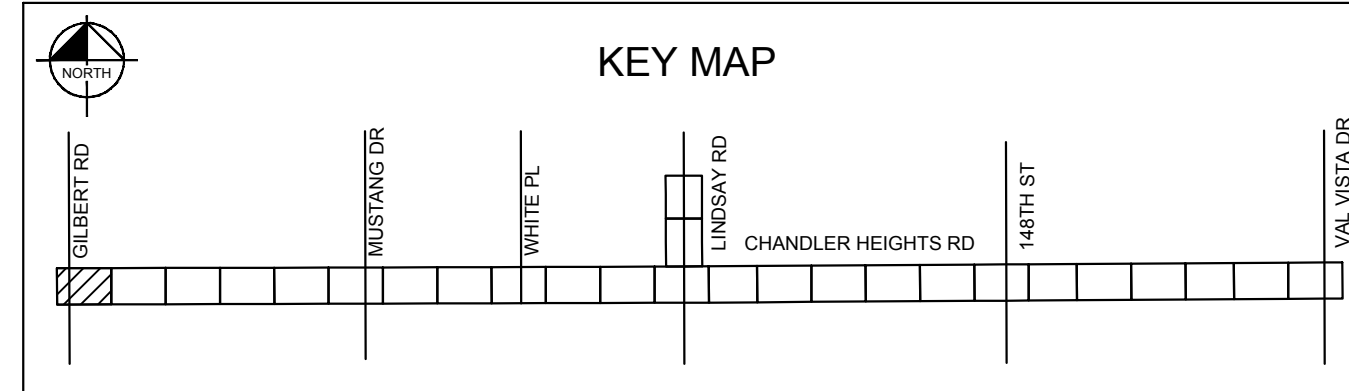 NORTH
KEY MAP
GILBERT RD
MUSTANG DR
WHITE PL
LINDSAY RD
CHANDLER HEIGHTS RD
148TH ST
VAL VISTA DR